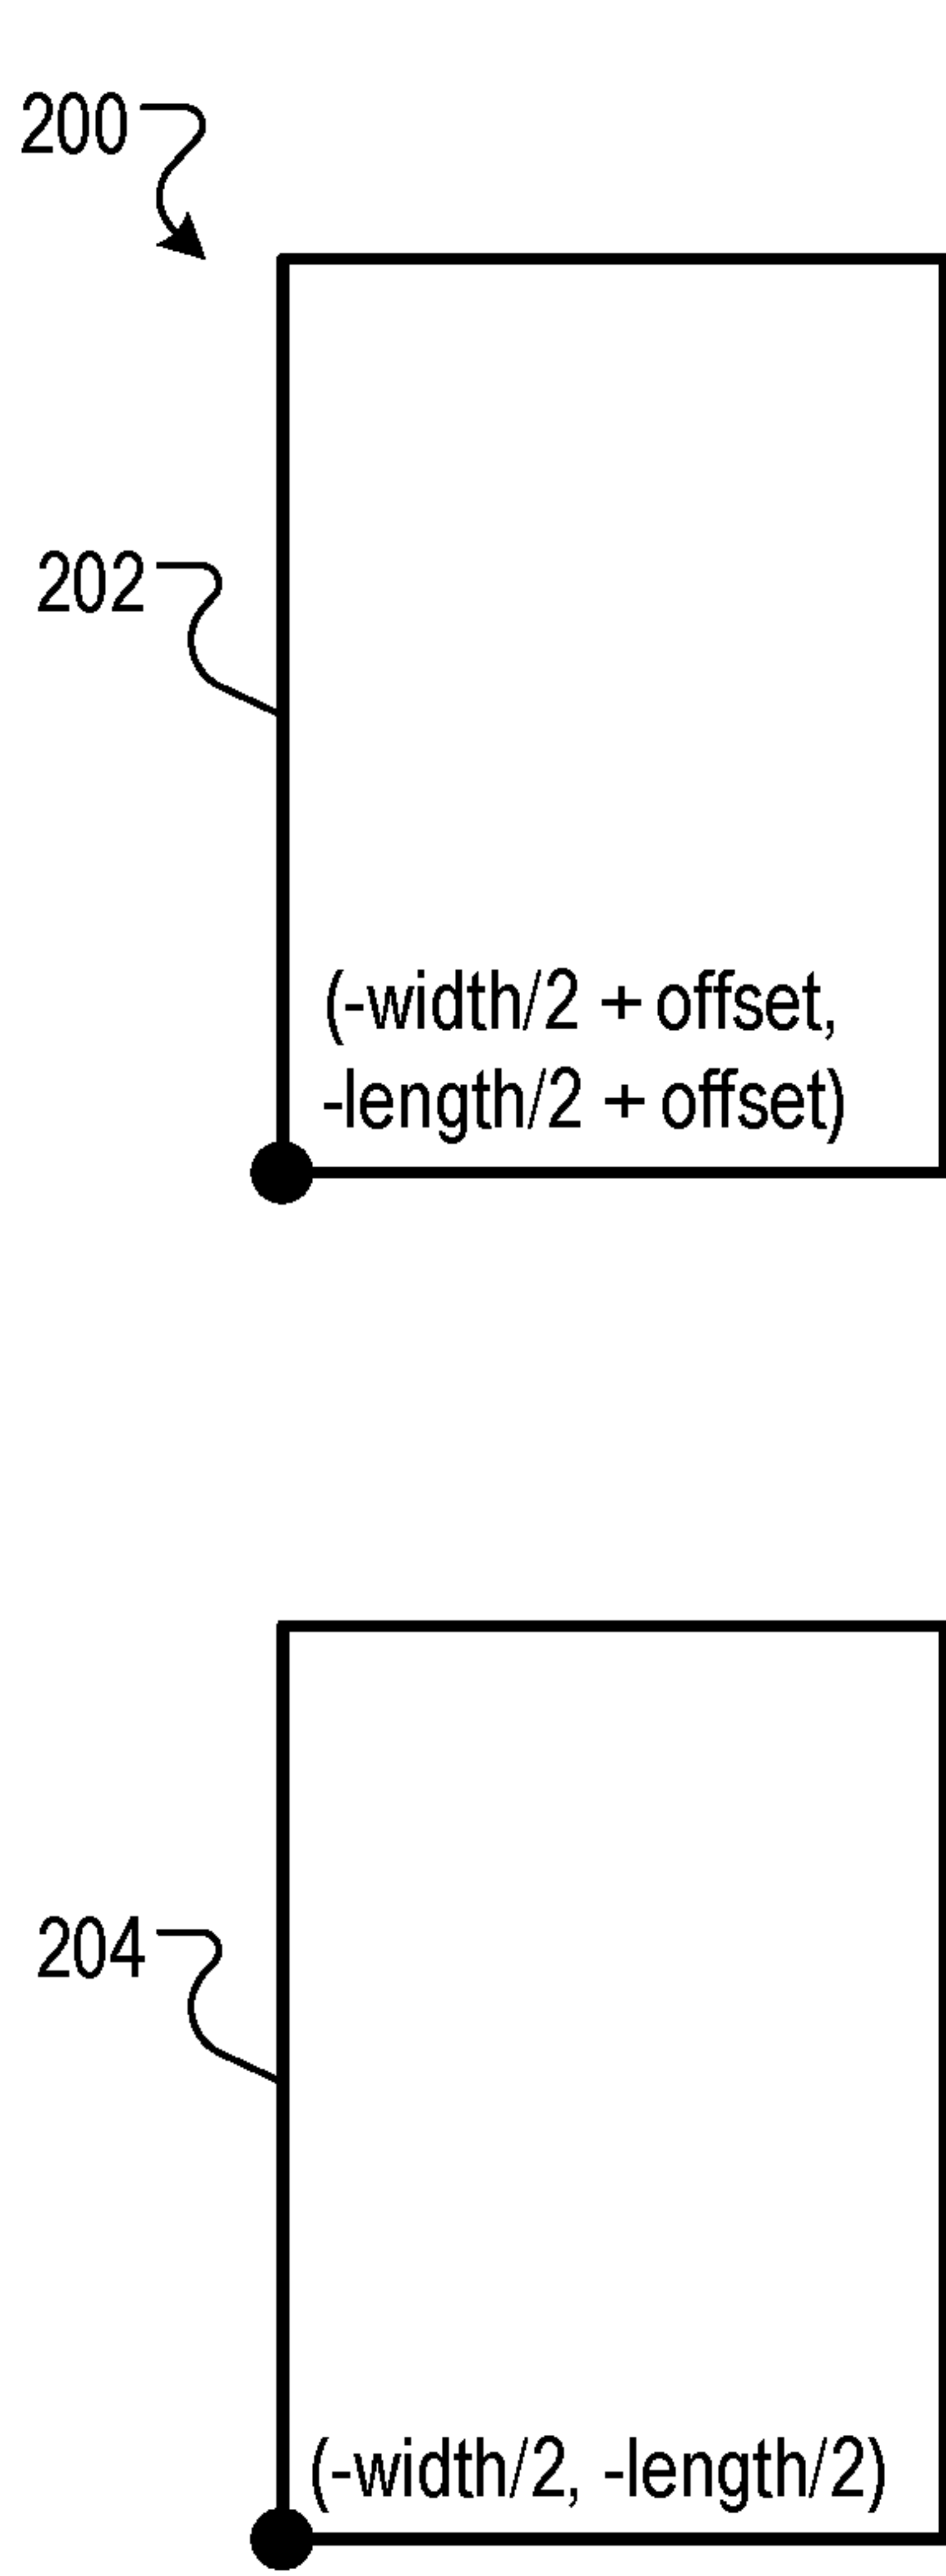 200
202
(-width/2 + offset,
-length/2 + offset)
204
(-width/2, -length/2)